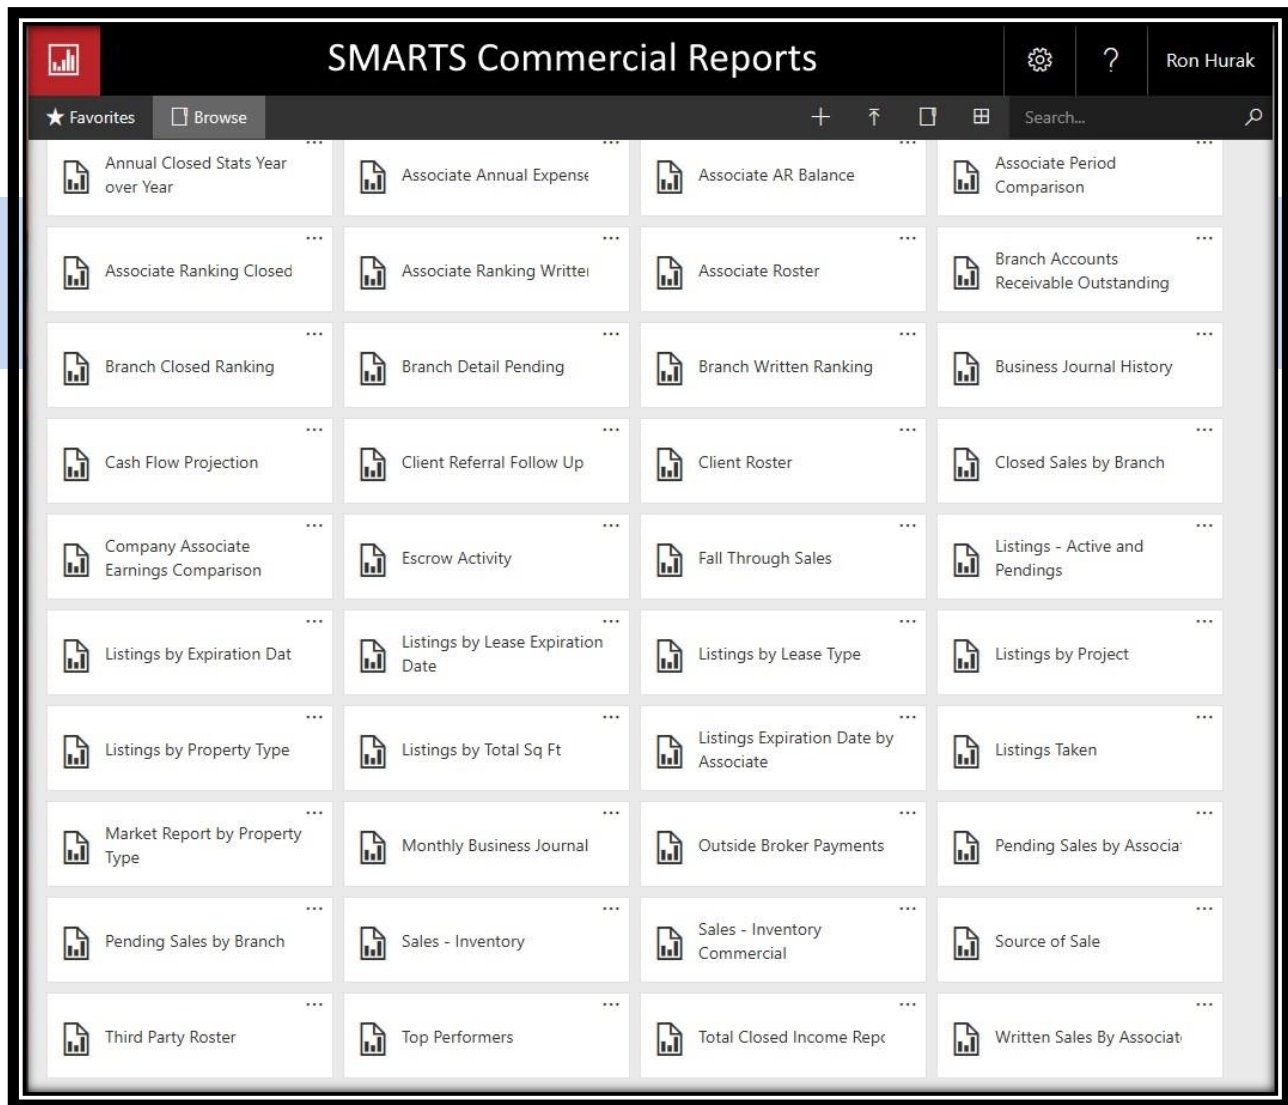 SMARTS Commercial Reports
?
Ron Hurak
Favorites
Browse
Search...
Annual Closed Stats Year
over Year
Associate Annual Expense
Associate AR Balance
Associate Period
Comparison
Associate Ranking Closed
Associate Ranking
Associate Roster
Branch Accounts
Receivable Outstanding
Branch Closed Ranking
Branch Detail Pending
Branch Written Ranking
Business Journal History
Cash Flow Projection
Client Referral Follow Up
Client Roster
Closed Sales by Branch
Company Associate
Earnings Comparison
Escrow Activity
Fall Through Sales
Listings - Active and
Pendings
Listings by Expiration Dat
Listings by Lease Expiration
Date
Listings by Lease Type
Listings by Project
Listings by Property Type
Listings by Total Sq Ft
Listings Expiration Date by
Associate
Listings Taken
Market Report by Property
Type
Monthly Business Journal
Outside Broker Payments
Pending Sales by
Pending Sales by Branch
Sales - Inventory
Sales - Inventory
Commercial
Source of Sale
Third Party Roster
Top Performers
Total Closed Income
Written Sales By